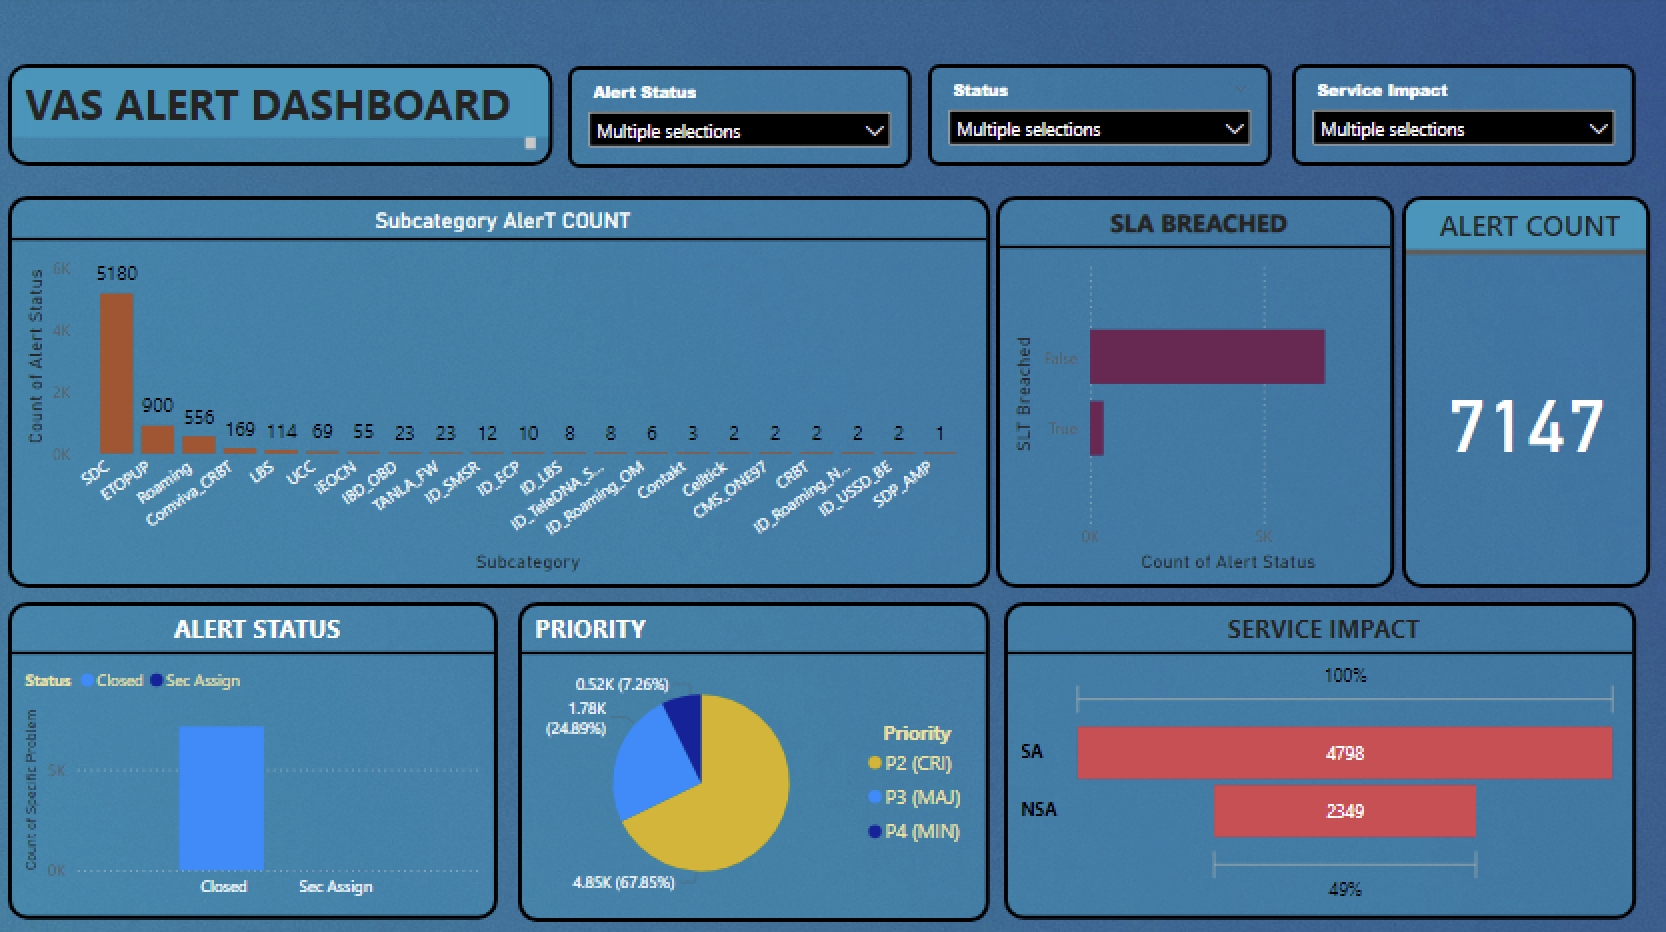 VAS ALERT DASHBOARD
Alert Status
Multiple selections
Status
Multiple selections
Service Impact
Multiple selections
Subcategory AlerT COUNT
Count of Alert Status
6K
4K
2K
0K
5180
900
556
169
114
69
55
23
23
12
10
8
8
6
3
2
2
2
2
2
1
SDC
ETOPUP
Roaming
Comviva_CRBT
LBS
UCC
iEOCN
IBD_OBD
TANLA_FW
ID_SMSR
ID_ECP
ID_LBS
ID_TeleDNA_S...
ID_Roaming_OM
Contakt
Celltick
CMS_ONE97
CRBT
ID_Roaming_N...
ID_USSD_BE
SDP_AMP
Subcategory
SLA BREACHED
SLT Breached
False
True
0K
5K
Count of Alert Status
ALERT COUNT
7147
ALERT STATUS
Status Closed Sec Assign
Count of Specific Problem
5K
0K
Closed
Sec Assign
PRIORITY
0.52K (7.26%)
1.78K
(24.89%)
4.85K (67.85%)
Priority
P2 (CRI)
P3 (MAJ)
P4 (MIN)
SERVICE IMPACT
100%
SA
4798
NSA
2349
49%